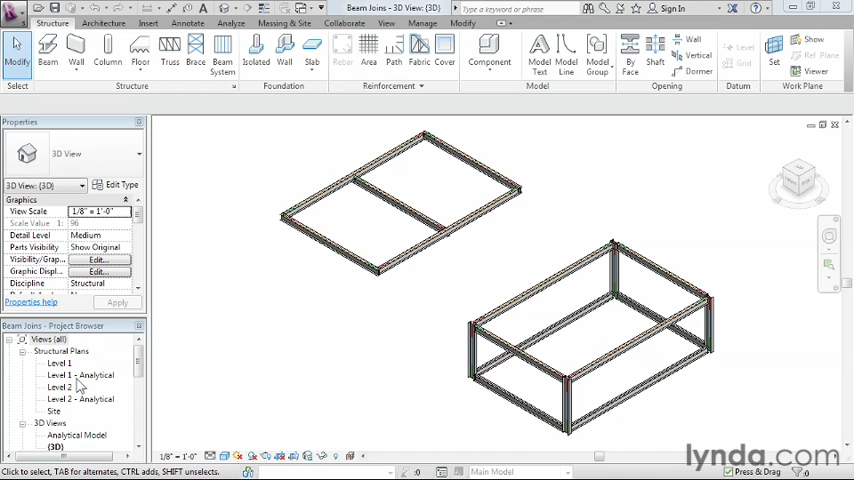 Beam Joins - 3D View: {3D}
Sign In
Structure Architecture Insert Annotate Analyze Massing & Site Collaborate View Manage Modify
Modify Beam Wall Column Floor Truss Brace Beam System Isolated Wall Slab Rebar Area Path Fabric Cover Component Model Text Model Line Model Group By Face Shaft Wall Vertical Dormer Level Grid Set Show Ref Plane Viewer
Select Structure Foundation Reinforcement Model Opening Datum Work Plane
Properties
3D View
3D View: {3D} Edit Type
Graphics
View Scale 1/8" = 1'-0"
Scale Value 1: 96
Detail Level Medium
Parts Visibility Show Original
Visibility/Grap... Edit...
Graphic Displ... Edit...
Discipline Structural
Properties help Apply
Beam Joins - Project Browser
Views (all)
Structural Plans
Level 1
Level 1 - Analytical
Level 2
Level 2 - Analytical
Site
3D Views
Analytical Model
{3D}
1/8" = 1'-0"
Click to select, TAB for alternates, CTRL adds, SHIFT unselects. :0 Main Model Press & Drag :0
lynda.com